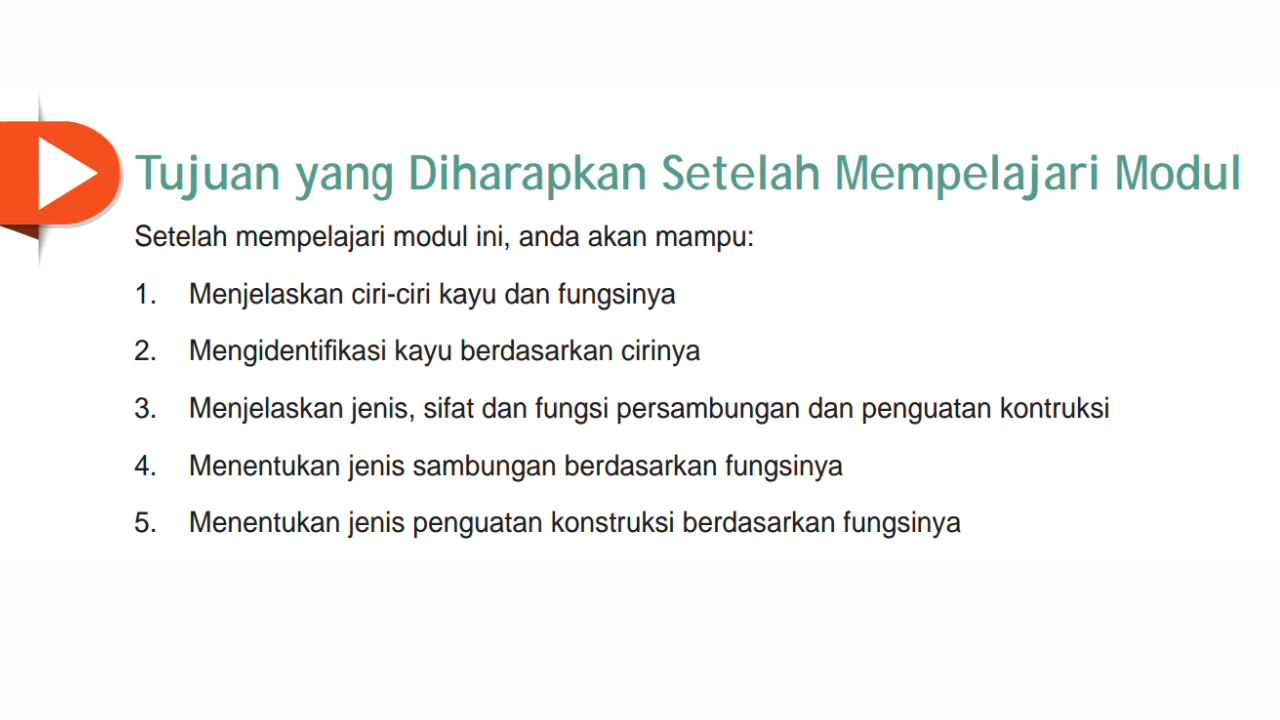 Tujuan yang Diharapkan Setelah Mempelajari Modul
Setelah mempelajari modul ini, anda akan mampu:
1. Menjelaskan ciri-ciri kayu dan fungsinya
2. Mengidentifikasi kayu berdasarkan cirinya
3. Menjelaskan jenis, sifat dan fungsi persambungan dan penguatan kontruksi
4. Menentukan jenis sambungan berdasarkan fungsinya
5. Menentukan jenis penguatan konstruksi berdasarkan fungsinya